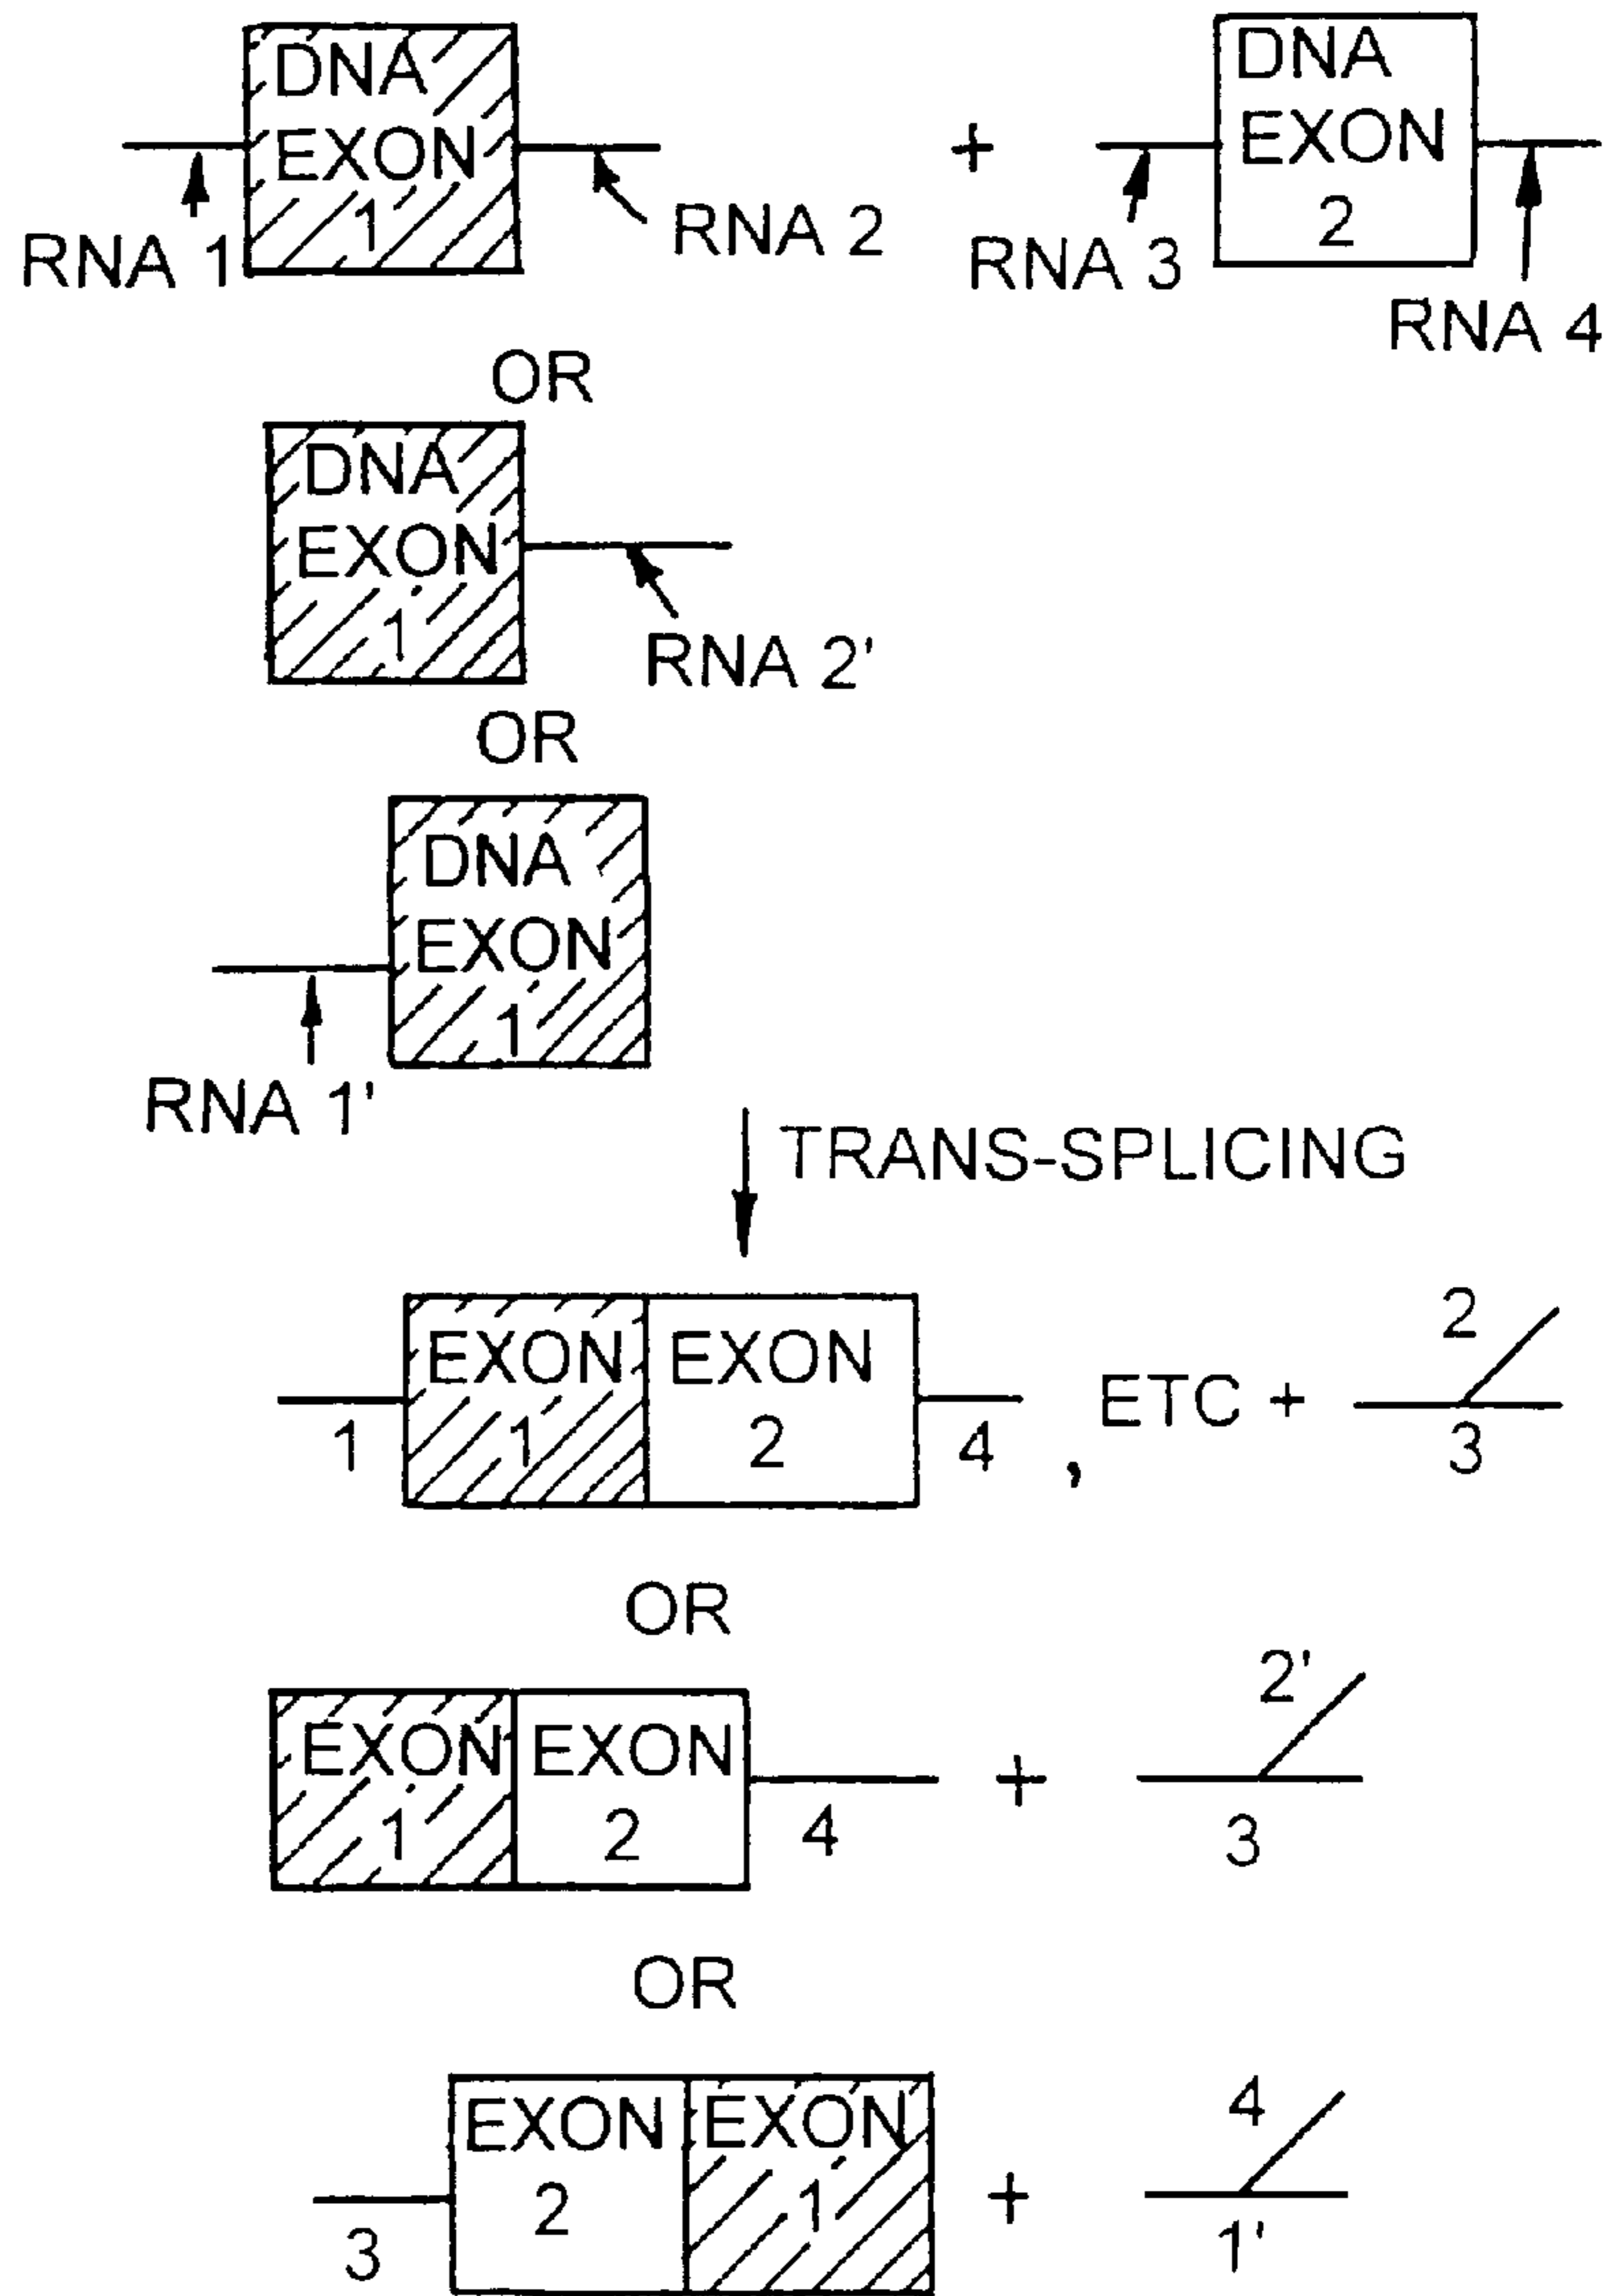 DNA
EXON
1
+
DNA
EXON
2
RNA 1
RNA 2
RNA 3
RNA 4
OR
DNA
EXON
1
RNA 2'
OR
DNA
EXON
1
RNA 1'
TRANS-SPLICING
EXON
1
EXON
2
1
4
, ETC +
2
3
OR
EXON
1
EXON
2
4
+
2'
3
OR
EXON
2
EXON
1
3
+
4
1'